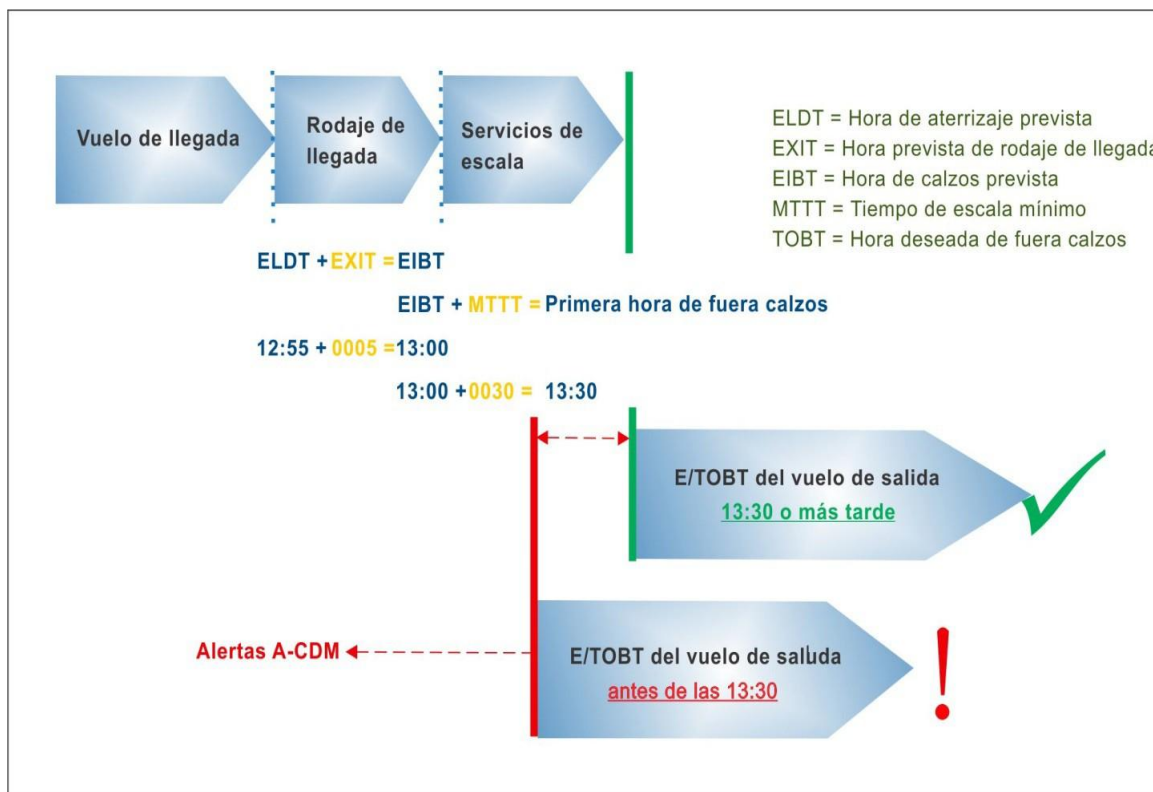 Vuelo de llegada
Rodaje de
llegada
Servicios de
escala
ELDT = Hora de aterrizaje prevista
EXIT = Hora prevista de rodaje de llegada
EIBT = Hora de calzos prevista
MTTT = Tiempo de escala mínimo
TOBT = Hora deseada de fuera calzos
ELDT + EXIT = EIBT
EIBT + MTTT = Primera hora de fuera calzos
12:55 + 0005 = 13:00
13:00 + 0030 = 13:30
E/TOBT del vuelo de salida
13:30 o más tarde
Alertas A-CDM
E/TOBT del vuelo de saluda
antes de las 13:30
!